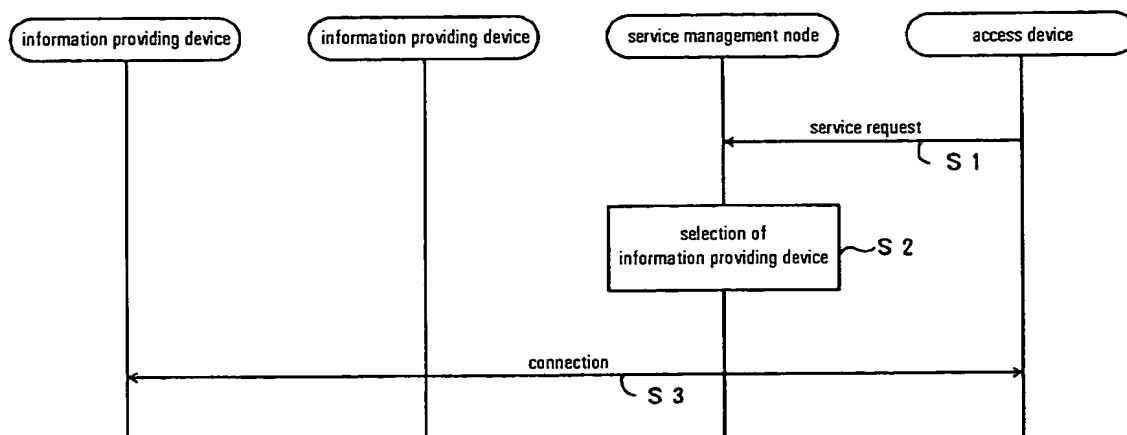 information providing device
information providing device
service management node
access device
service request
S 1
selection of
information providing device
S 2
connection
S 3